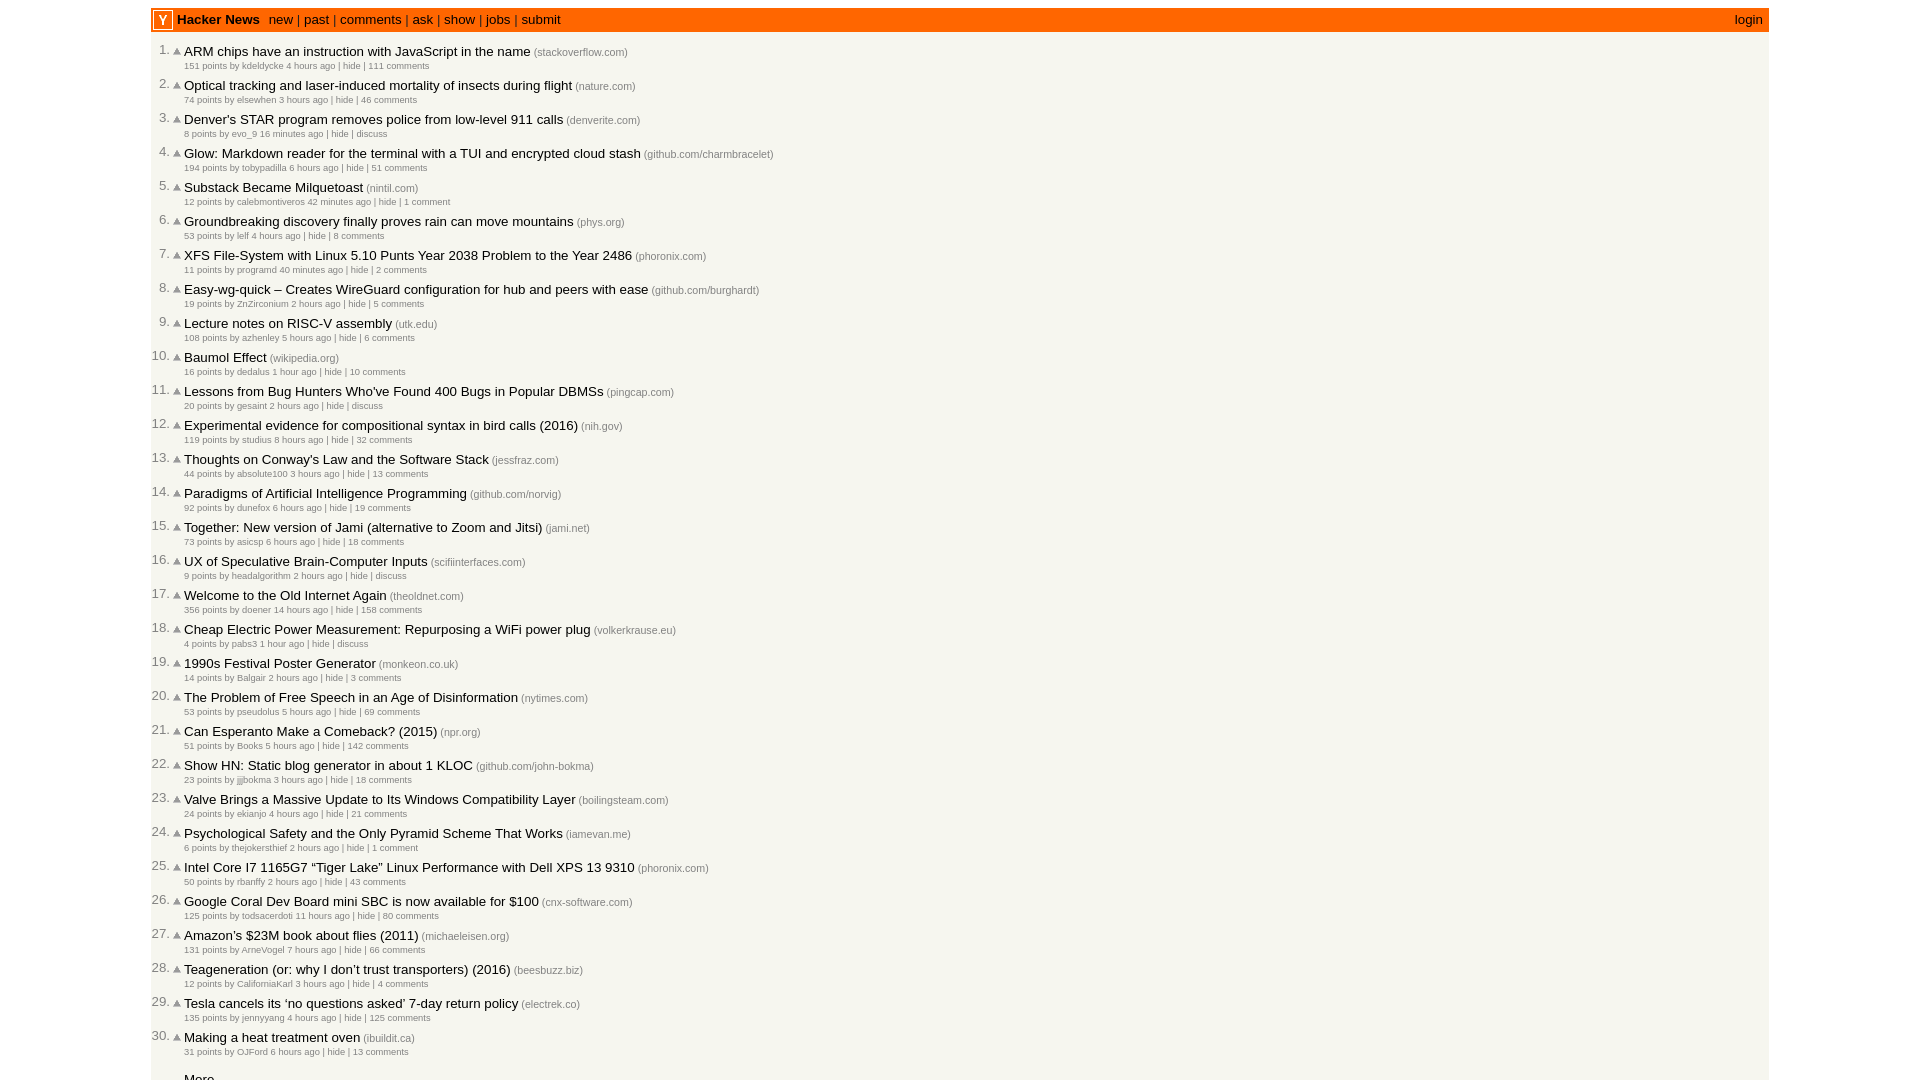 Y Hacker News new | past | comments | ask | show | jobs | submit login
1. ARM chips have an instruction with JavaScript in the name (stackoverflow.com)
151 points by kdeldycke 4 hours ago | hide | 111 comments
2. Optical tracking and laser-induced mortality of insects during flight (nature.com)
74 points by elsewhen 3 hours ago | hide | 46 comments
3. Denver's STAR program removes police from low-level 911 calls (denverite.com)
8 points by evo_9 16 minutes ago | hide | discuss
4. Glow: Markdown reader for the terminal with a TUI and encrypted cloud stash (github.com/charmbracelet)
194 points by tobypadilla 6 hours ago | hide | 51 comments
5. Substack Became Milquetoast (nintil.com)
12 points by calebmontiveros 42 minutes ago | hide | 1 comment
6. Groundbreaking discovery finally proves rain can move mountains (phys.org)
53 points by lelf 4 hours ago | hide | 8 comments
7. XFS File-System with Linux 5.10 Punts Year 2038 Problem to the Year 2486 (phoronix.com)
11 points by programd 40 minutes ago | hide | 2 comments
8. Easy-wg-quick – Creates WireGuard configuration for hub and peers with ease (github.com/burghardt)
19 points by ZnZirconium 2 hours ago | hide | 5 comments
9. Lecture notes on RISC-V assembly (utk.edu)
108 points by azhenley 5 hours ago | hide | 6 comments
10. Baumol Effect (wikipedia.org)
16 points by dedalus 1 hour ago | hide | 10 comments
11. Lessons from Bug Hunters Who've Found 400 Bugs in Popular DBMSs (pingcap.com)
20 points by gesaint 2 hours ago | hide | discuss
12. Experimental evidence for compositional syntax in bird calls (2016) (nih.gov)
119 points by studius 8 hours ago | hide | 32 comments
13. Thoughts on Conway's Law and the Software Stack (jessfraz.com)
44 points by absolute100 3 hours ago | hide | 13 comments
14. Paradigms of Artificial Intelligence Programming (github.com/norvig)
92 points by dunefox 6 hours ago | hide | 19 comments
15. Together: New version of Jami (alternative to Zoom and Jitsi) (jami.net)
73 points by asicsp 6 hours ago | hide | 18 comments
16. UX of Speculative Brain-Computer Inputs (scifiinterfaces.com)
9 points by headalgorithm 2 hours ago | hide | discuss
17. Welcome to the Old Internet Again (theoldnet.com)
356 points by doener 14 hours ago | hide | 158 comments
18. Cheap Electric Power Measurement: Repurposing a WiFi power plug (volkerkrause.eu)
4 points by pabs3 1 hour ago | hide | discuss
19. 1990s Festival Poster Generator (monkeon.co.uk)
14 points by Balgair 2 hours ago | hide | 3 comments
20. The Problem of Free Speech in an Age of Disinformation (nytimes.com)
53 points by pseudolus 5 hours ago | hide | 69 comments
21. Can Esperanto Make a Comeback? (2015) (npr.org)
51 points by Books 5 hours ago | hide | 142 comments
22. Show HN: Static blog generator in about 1 KLOC (github.com/john-bokma)
23 points by jjjbokma 3 hours ago | hide | 18 comments
23. Valve Brings a Massive Update to Its Windows Compatibility Layer (boilingsteam.com)
24 points by ekianjo 4 hours ago | hide | 21 comments
24. Psychological Safety and the Only Pyramid Scheme That Works (iamevan.me)
6 points by thejokersthief 2 hours ago | hide | 1 comment
25. Intel Core I7 1165G7 “Tiger Lake” Linux Performance with Dell XPS 13 9310 (phoronix.com)
50 points by rbanffy 2 hours ago | hide | 43 comments
26. Google Coral Dev Board mini SBC is now available for $100 (cnx-software.com)
125 points by todsacerdoti 11 hours ago | hide | 80 comments
27. Amazon’s $23M book about flies (2011) (michaeleisen.org)
131 points by ArneVogel 7 hours ago | hide | 66 comments
28. Teageneration (or: why I don’t trust transporters) (2016) (beesbuzz.biz)
12 points by CaliforniaKarl 3 hours ago | hide | 4 comments
29. Tesla cancels its ‘no questions asked’ 7-day return policy (electrek.co)
135 points by jennyyang 4 hours ago | hide | 125 comments
30. Making a heat treatment oven (ibuildit.ca)
31 points by OJFord 6 hours ago | hide | 13 comments
More